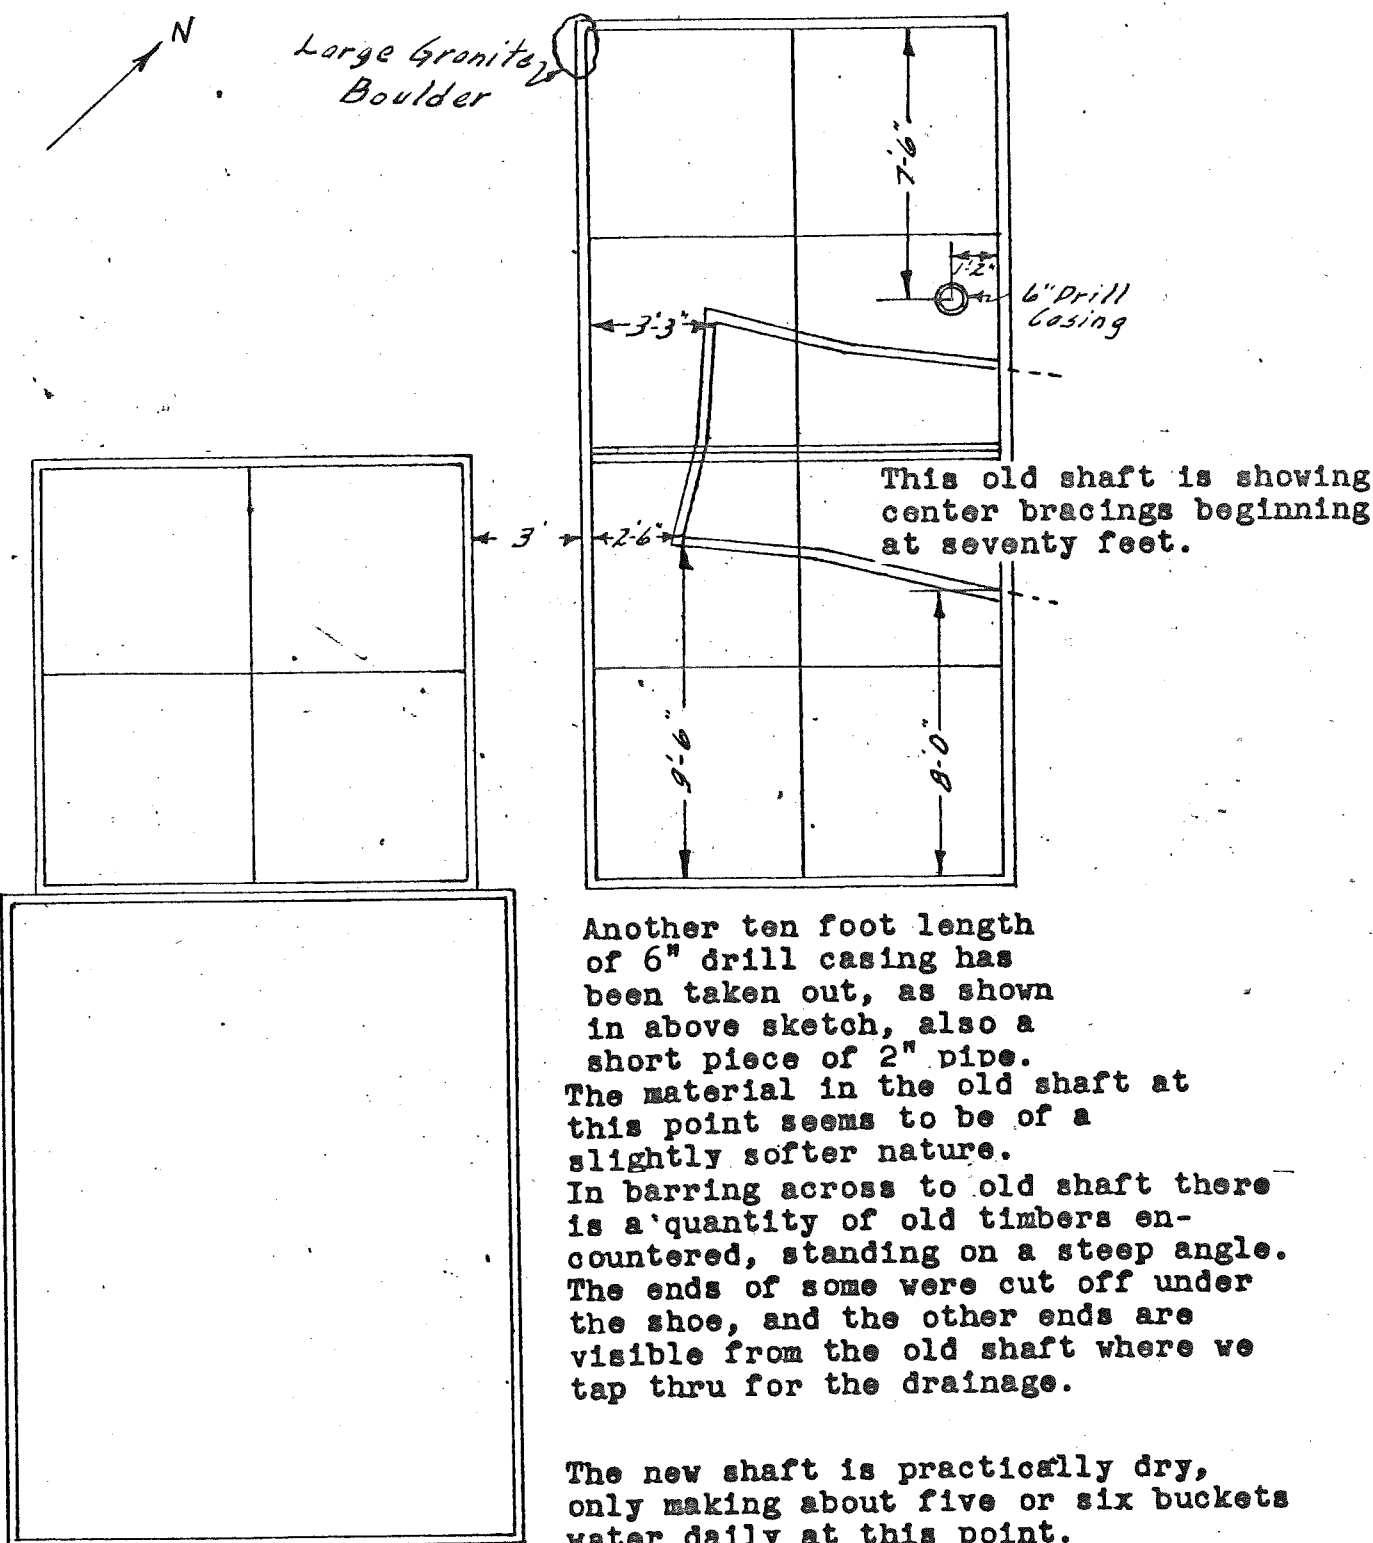 N
Large Granite
Boulder
7'-6"
1'-2"
6" Drill
Casing
3'-3"
This old shaft is showing
center bracings beginning
at seventy feet.
3'
2'-6"
9'-6"
8'-0"
Another ten foot length
of 6" drill casing has
been taken out, as shown
in above sketch, also a
short piece of 2" pipe.
The material in the old shaft at
this point seems to be of a
slightly softer nature.
In barring across to old shaft there
is a quantity of old timbers en-
countered, standing on a steep angle.
The ends of some were cut off under
the shoe, and the other ends are
visible from the old shaft where we
tap thru for the drainage.
The new shaft is practically dry,
only making about five or six buckets
water daily at this point.